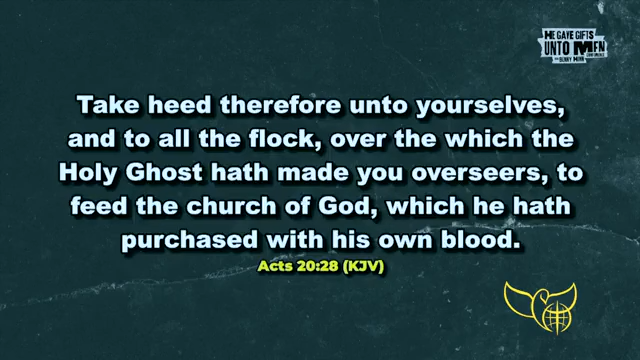 HE GAVE GIFTS
UNTO MEN
Take heed therefore unto yourselves,
and to all the flock, over the which the
Holy Ghost hath made you overseers, to
feed the church of God, which he hath
purchased with his own blood.
Acts 20:28 (KJV)